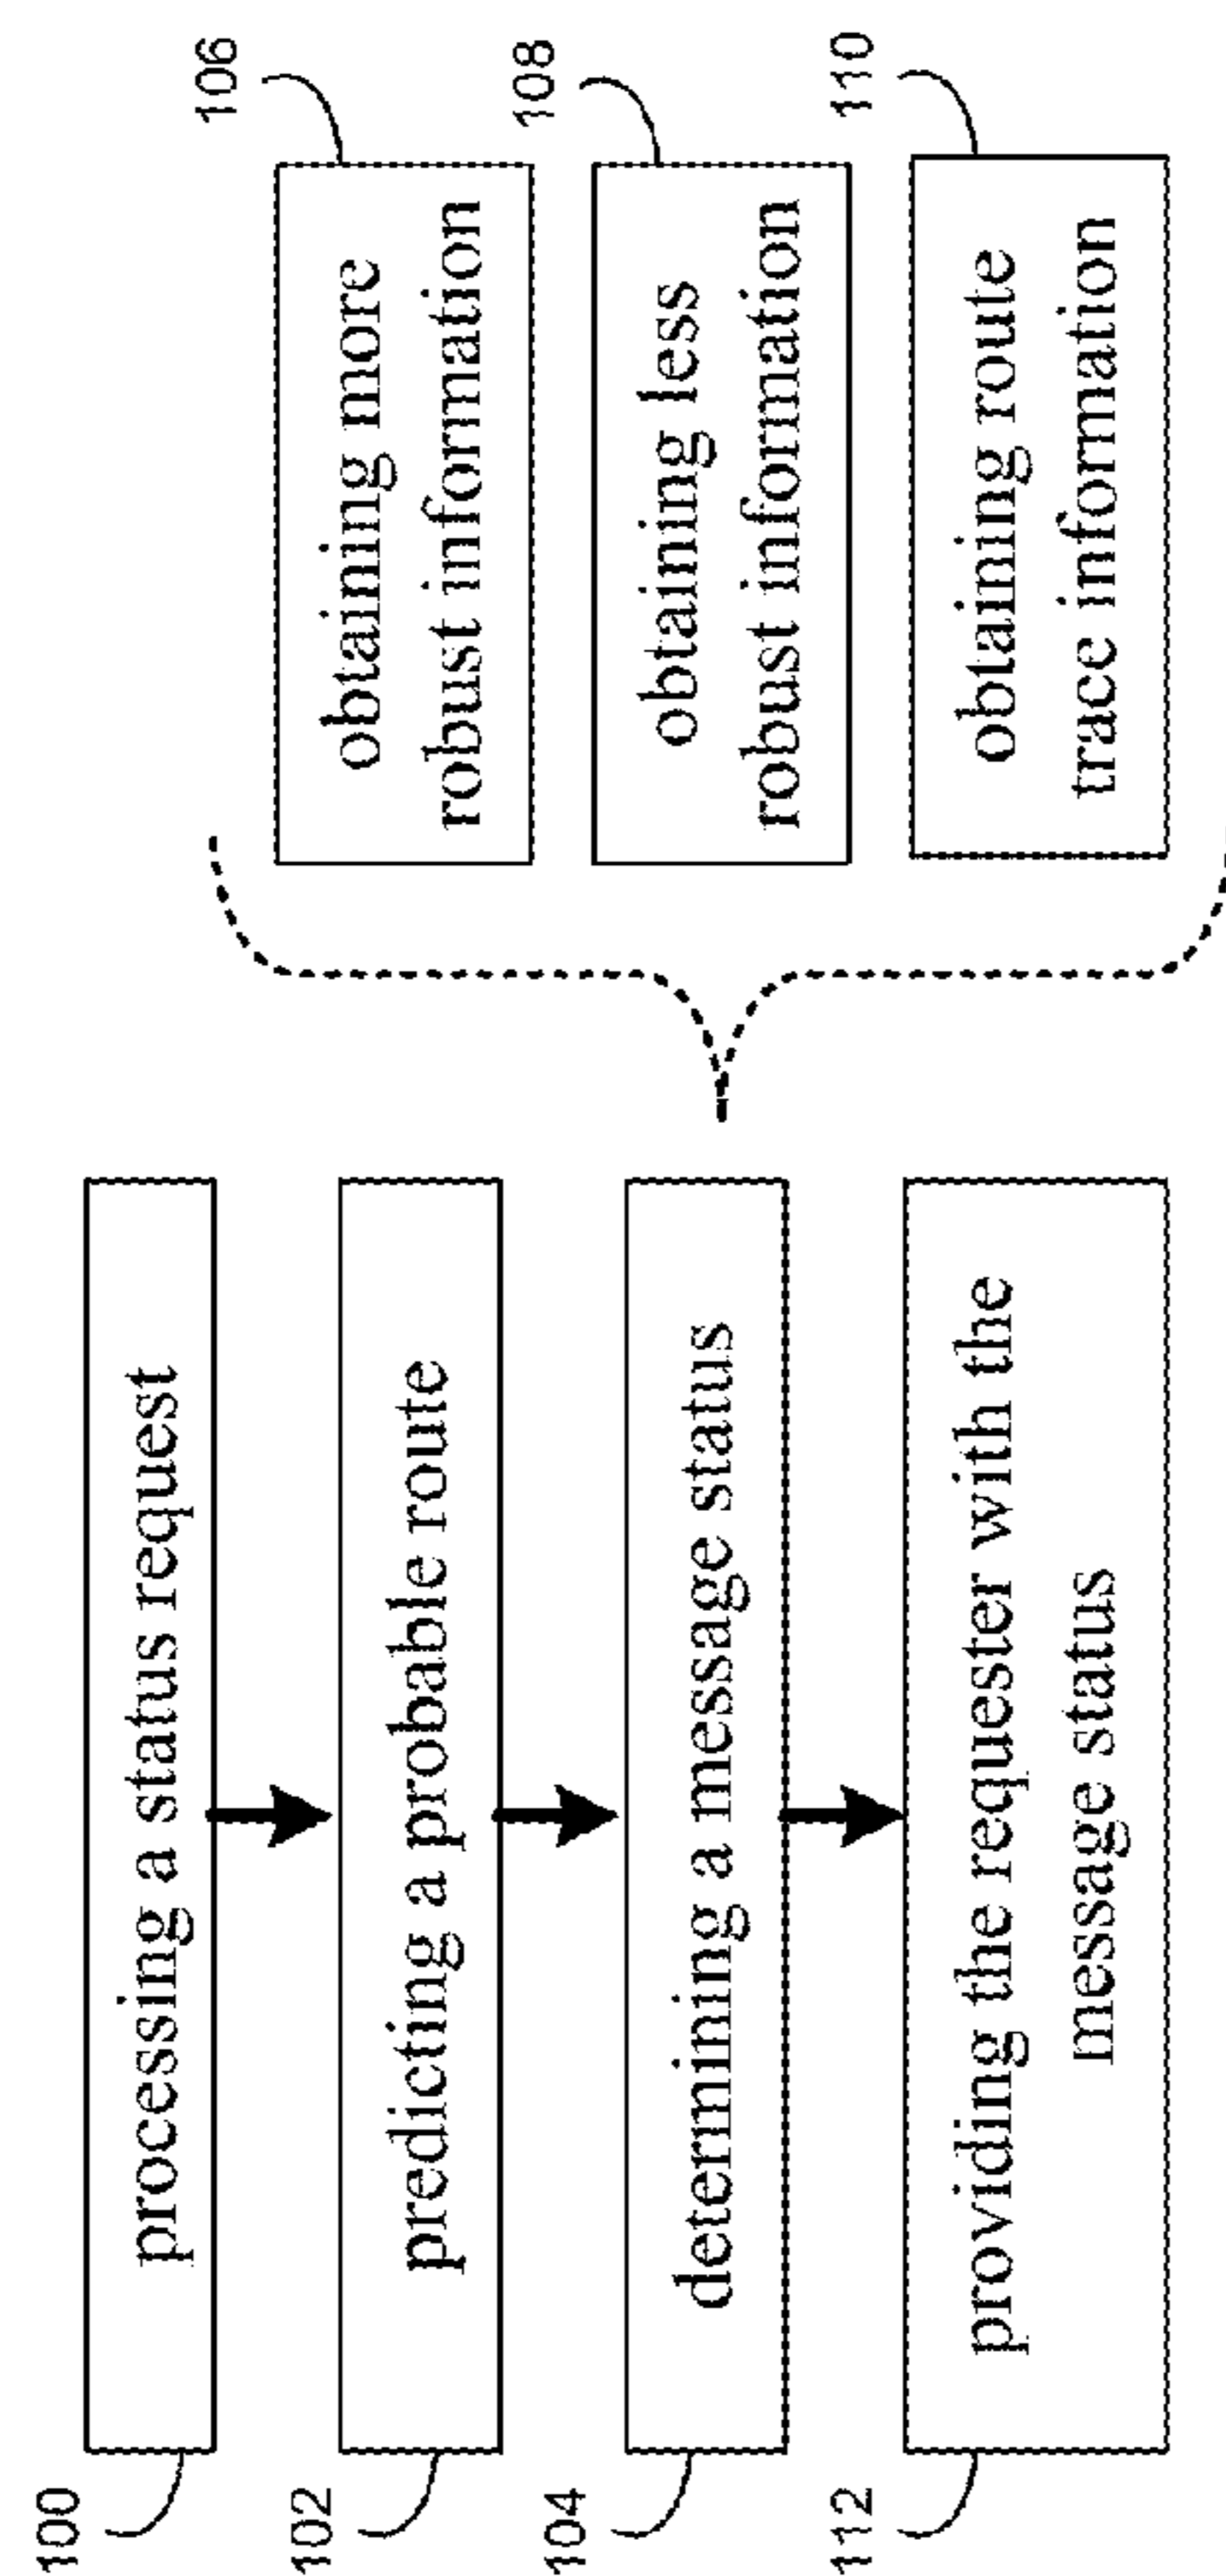 100
processing a status request
102
predicting a probable route
104
determining a message status
112
providing the requester with the
message status
106
obtaining more
robust information
108
obtaining less
robust information
110
obtaining route
trace information